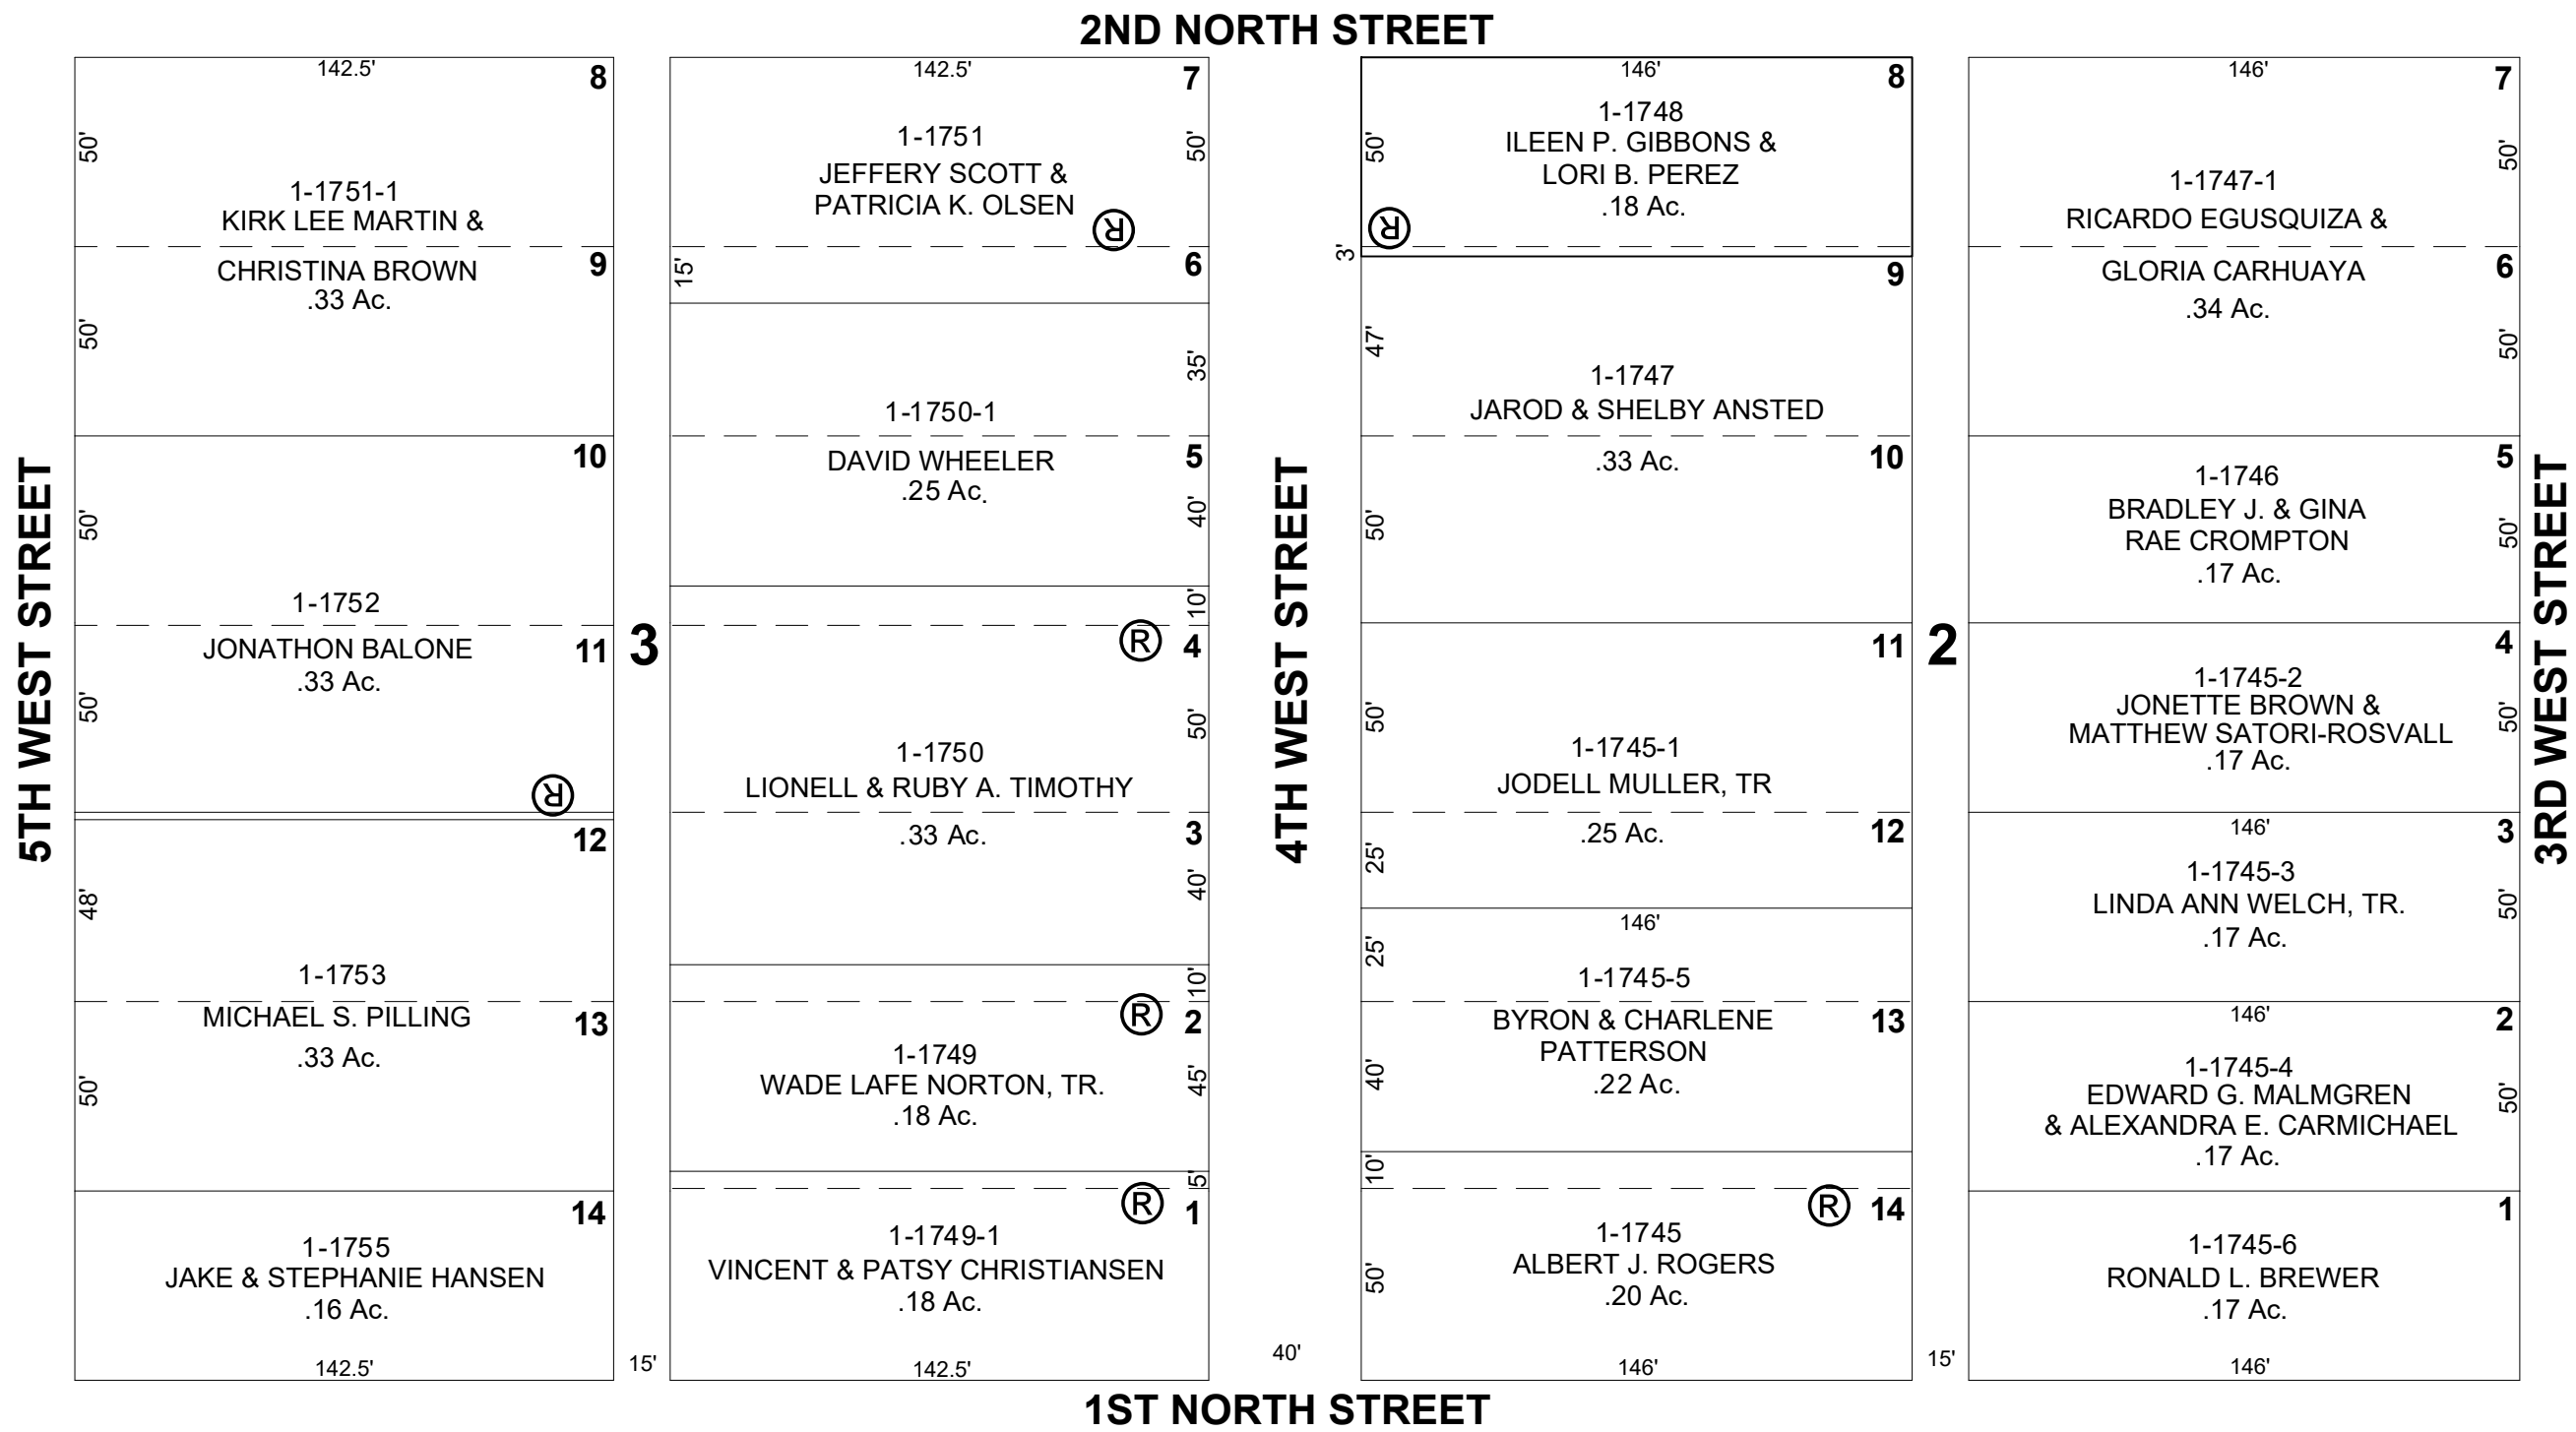 2ND NORTH STREET
5TH WEST STREET
142.5'
8
50'
1-1751-1
KIRK LEE MARTIN &
CHRISTINA BROWN
.33 Ac.
9
50'
10
50'
1-1752
JONATHON BALONE
.33 Ac.
11
50'
Ⓡ
12
48'
1-1753
MICHAEL S. PILLING
.33 Ac.
13
50'
14
1-1755
JAKE & STEPHANIE HANSEN
.16 Ac.
142.5'
3
15'
142.5'
7
50'
1-1751
JEFFERY SCOTT &
PATRICIA K. OLSEN
Ⓡ
15'
6
35'
1-1750-1
DAVID WHEELER
.25 Ac.
5
40'
10'
Ⓡ
4
50'
1-1750
LIONELL & RUBY A. TIMOTHY
.33 Ac.
3
40'
10'
Ⓡ
2
1-1749
WADE LAFE NORTON, TR.
.18 Ac.
45'
5'
Ⓡ
1
1-1749-1
VINCENT & PATSY CHRISTIANSEN
.18 Ac.
142.5'
4TH WEST STREET
40'
146'
8
1-1748
ILEEN P. GIBBONS &
LORI B. PEREZ
.18 Ac.
50'
Ⓡ
3'
9
47'
1-1747
JAROD & SHELBY ANSTED
.33 Ac.
10
50'
11
50'
1-1745-1
JODELL MULLER, TR
.25 Ac.
12
25'
146'
25'
1-1745-5
BYRON & CHARLENE
PATTERSON
.22 Ac.
13
40'
10'
Ⓡ
14
1-1745
ALBERT J. ROGERS
.20 Ac.
50'
146'
2
15'
146'
7
50'
1-1747-1
RICARDO EGUSQUIZA &
GLORIA CARHUAYA
.34 Ac.
6
50'
5
1-1746
BRADLEY J. & GINA
RAE CROMPTON
.17 Ac.
50'
4
1-1745-2
JONETTE BROWN &
MATTHEW SATORI-ROSVALL
.17 Ac.
50'
146'
3
1-1745-3
LINDA ANN WELCH, TR.
.17 Ac.
50'
146'
2
1-1745-4
EDWARD G. MALMGREN
& ALEXANDRA E. CARMICHAEL
.17 Ac.
50'
1
1-1745-6
RONALD L. BREWER
.17 Ac.
146'
3RD WEST STREET
1ST NORTH STREET